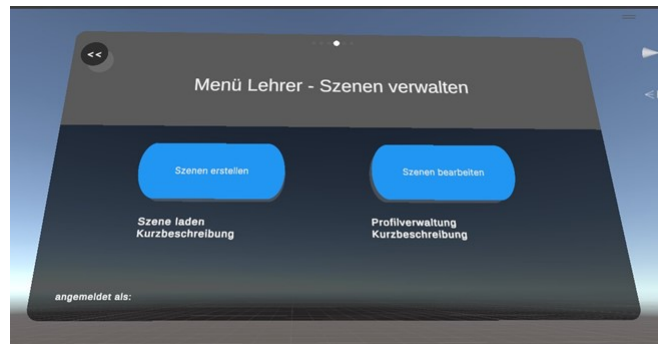 <<
Menü Lehrer - Szenen verwalten
Szenen erstellen
Szenen bearbeiten
Szene laden
Kurzbeschreibung
Profilverwaltung
Kurzbeschreibung
angemeldet als: